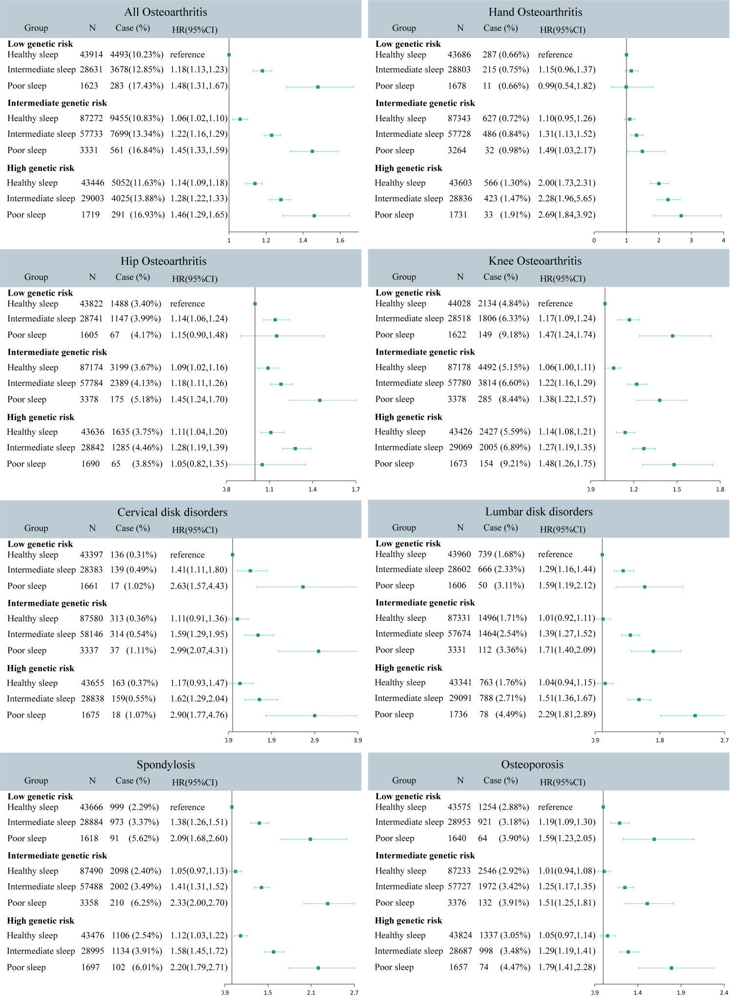 All Osteoarthritis
Group N Case (%) HR(95%CI)
Low genetic risk
Healthy sleep 43914 4493(10.23%) reference
Intermediate sleep 28631 3678(12.85%) 1.18(1.13,1.23)
Poor sleep 1623 283 (17.43%) 1.48(1.31,1.67)
Intermediate genetic risk
Healthy sleep 87272 9455(10.83%) 1.06(1.02,1.10)
Intermediate sleep 57733 7699(13.34%) 1.22(1.16,1.29)
Poor sleep 3331 561 (16.84%) 1.45(1.33,1.59)
High genetic risk
Healthy sleep 43446 5052(11.63%) 1.14(1.09,1.18)
Intermediate sleep 29003 4025(13.88%) 1.28(1.22,1.33)
Poor sleep 1719 291 (16.93%) 1.46(1.29,1.65)
1 1.2 1.4 1.6
Hand Osteoarthritis
Group N Case (%) HR(95%CI)
Low genetic risk
Healthy sleep 43686 287 (0.66%) reference
Intermediate sleep 28803 215 (0.75%) 1.15(0.96,1.37)
Poor sleep 1678 11 (0.66%) 0.99(0.54,1.82)
Intermediate genetic risk
Healthy sleep 87343 627 (0.72%) 1.10(0.95,1.26)
Intermediate sleep 57728 486 (0.84%) 1.31(1.13,1.52)
Poor sleep 3264 32 (0.98%) 1.49(1.03,2.17)
High genetic risk
Healthy sleep 43603 566 (1.30%) 2.00(1.73,2.31)
Intermediate sleep 28836 423 (1.47%) 2.28(1.96,5.65)
Poor sleep 1731 33 (1.91%) 2.69(1.84,3.92)
0 1 2 3 4
Hip Osteoarthritis
Group N Case (%) HR(95%CI)
Low genetic risk
Healthy sleep 43822 1488 (3.40%) reference
Intermediate sleep 28741 1147 (3.99%) 1.14(1.06,1.24)
Poor sleep 1605 67 (4.17%) 1.15(0.90,1.48)
Intermediate genetic risk
Healthy sleep 87174 3199 (3.67%) 1.09(1.02,1.16)
Intermediate sleep 57784 2389 (4.13%) 1.18(1.11,1.26)
Poor sleep 3378 175 (5.18%) 1.45(1.24,1.70)
High genetic risk
Healthy sleep 43636 1635 (3.75%) 1.11(1.04,1.20)
Intermediate sleep 28842 1285 (4.46%) 1.28(1.19,1.39)
Poor sleep 1690 65 (3.85%) 1.05(0.82,1.35)
0.8 1.1 1.4 1.7
Knee Osteoarthritis
Group N Case (%) HR(95%CI)
Low genetic risk
Healthy sleep 44028 2134 (4.84%) reference
Intermediate sleep 28518 1806 (6.33%) 1.17(1.09,1.24)
Poor sleep 1622 149 (9.18%) 1.47(1.24,1.74)
Intermediate genetic risk
Healthy sleep 87178 4492 (5.15%) 1.06(1.00,1.11)
Intermediate sleep 57780 3814 (6.60%) 1.22(1.16,1.29)
Poor sleep 3378 285 (8.44%) 1.38(1.22,1.57)
High genetic risk
Healthy sleep 43426 2427 (5.59%) 1.14(1.08,1.21)
Intermediate sleep 29069 2005 (6.89%) 1.27(1.19,1.35)
Poor sleep 1673 154 (9.21%) 1.48(1.26,1.75)
0.9 1.2 1.5 1.8
Cervical disk disorders
Group N Case (%) HR(95%CI)
Low genetic risk
Healthy sleep 43397 136 (0.31%) reference
Intermediate sleep 28383 139 (0.49%) 1.41(1.11,1.80)
Poor sleep 1661 17 (1.02%) 2.63(1.57,4.43)
Intermediate genetic risk
Healthy sleep 87580 313 (0.36%) 1.11(0.91,1.36)
Intermediate sleep 58146 314 (0.54%) 1.59(1.29,1.95)
Poor sleep 3337 37 (1.11%) 2.99(2.07,4.31)
High genetic risk
Healthy sleep 43655 163 (0.37%) 1.17(0.93,1.47)
Intermediate sleep 28838 159(0.55%) 1.62(1.29,2.04)
Poor sleep 1675 18 (1.07%) 2.90(1.77,4.76)
0.9 1.9 2.9 3.9
Lumbar disk disorders
Group N Case (%) HR(95%CI)
Low genetic risk
Healthy sleep 43960 739 (1.68%) reference
Intermediate sleep 28602 666 (2.33%) 1.29(1.16,1.44)
Poor sleep 1606 50 (3.11%) 1.59(1.19,2.12)
Intermediate genetic risk
Healthy sleep 87331 1496(1.71%) 1.01(0.92,1.11)
Intermediate sleep 57674 1464(2.54%) 1.39(1.27,1.52)
Poor sleep 3331 112 (3.36%) 1.71(1.40,2.09)
High genetic risk
Healthy sleep 43341 763 (1.76%) 1.04(0.94,1.15)
Intermediate sleep 29091 788 (2.71%) 1.51(1.36,1.67)
Poor sleep 1736 78 (4.49%) 2.29(1.81,2.89)
0.9 1.8 2.7
Spondylosis
Group N Case (%) HR(95%CI)
Low genetic risk
Healthy sleep 43666 999 (2.29%) reference
Intermediate sleep 28884 973 (3.37%) 1.38(1.26,1.51)
Poor sleep 1618 91 (5.62%) 2.09(1.68,2.60)
Intermediate genetic risk
Healthy sleep 87490 2098 (2.40%) 1.05(0.97,1.13)
Intermediate sleep 57488 2002 (3.49%) 1.41(1.31,1.52)
Poor sleep 3358 210 (6.25%) 2.33(2.00,2.70)
High genetic risk
Healthy sleep 43476 1106 (2.54%) 1.12(1.03,1.22)
Intermediate sleep 28995 1134 (3.91%) 1.58(1.45,1.72)
Poor sleep 1697 102 (6.01%) 2.20(1.79,2.71)
0.9 1.5 2.1 2.7
Osteoporosis
Group N Case (%) HR(95%CI)
Low genetic risk
Healthy sleep 43575 1254 (2.88%) reference
Intermediate sleep 28953 921 (3.18%) 1.19(1.09,1.30)
Poor sleep 1640 64 (3.90%) 1.59(1.23,2.05)
Intermediate genetic risk
Healthy sleep 87233 2546 (2.92%) 1.01(0.94,1.08)
Intermediate sleep 57727 1972 (3.42%) 1.25(1.17,1.35)
Poor sleep 3376 132 (3.91%) 1.51(1.25,1.81)
High genetic risk
Healthy sleep 43824 1337 (3.05%) 1.05(0.97,1.14)
Intermediate sleep 28687 998 (3.48%) 1.29(1.19,1.41)
Poor sleep 1657 74 (4.47%) 1.79(1.41,2.28)
0.9 1.4 1.9 2.4